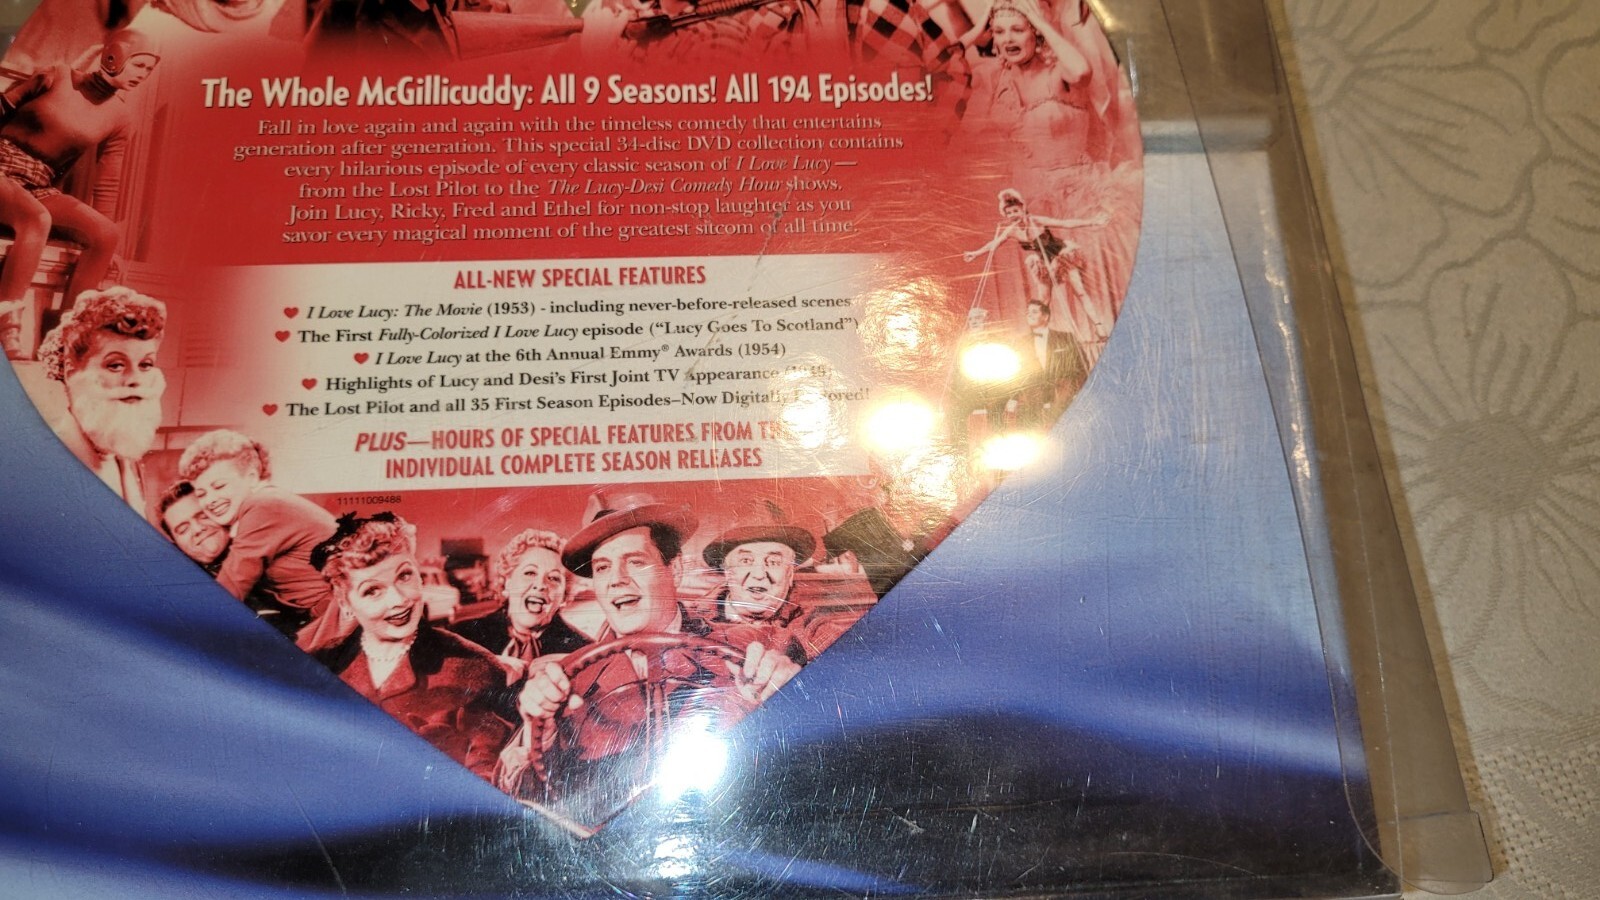 The Whole McGillicuddy: All 9 Seasons! All 194 Episodes!
Fall in love again and again with the timeless comedy that entertains
generation after generation. This special 34-disc DVD collection contains
every hilarious episode of every classic season of I Love Lucy —
from the Lost Pilot to the The Lucy-Desi Comedy Hour shows.
Join Lucy, Ricky, Fred and Ethel for non-stop laughter as you
savor every magical moment of the greatest sitcom of all time.
ALL-NEW SPECIAL FEATURES
♥ I Love Lucy: The Movie (1953) - including never-before-released scenes
♥ The First Fully-Colorized I Love Lucy episode (“Lucy Goes To Scotland”)
♥ I Love Lucy at the 6th Annual Emmy® Awards (1954)
♥ Highlights of Lucy and Desi's First Joint TV Appearance
♥ The Lost Pilot and all 35 First Season Episodes–Now Digitally
PLUS—HOURS OF SPECIAL FEATURES FROM
INDIVIDUAL COMPLETE SEASON RELEASES
11111009488